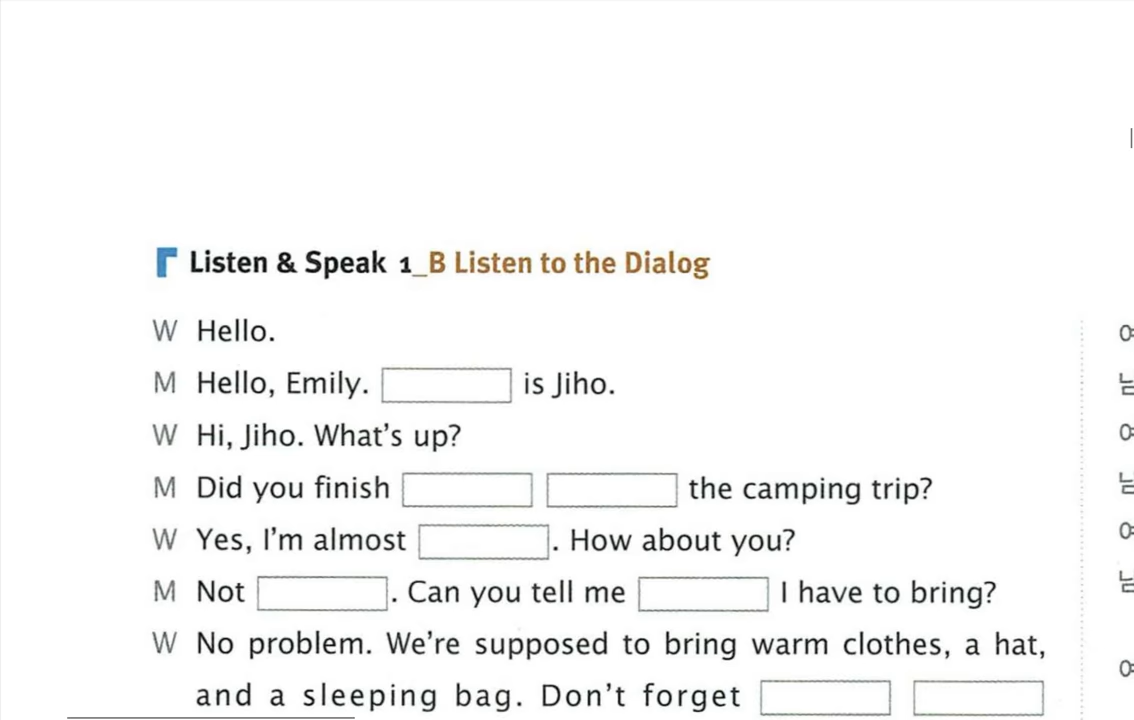 Listen & Speak 1_B Listen to the Dialog
W Hello.
M Hello, Emily. is Jiho.
W Hi, Jiho. What's up?
M Did you finish the camping trip?
W Yes, I'm almost . How about you?
M Not . Can you tell me I have to bring?
W No problem. We're supposed to bring warm clothes, a hat,
and a sleeping bag. Don't forget